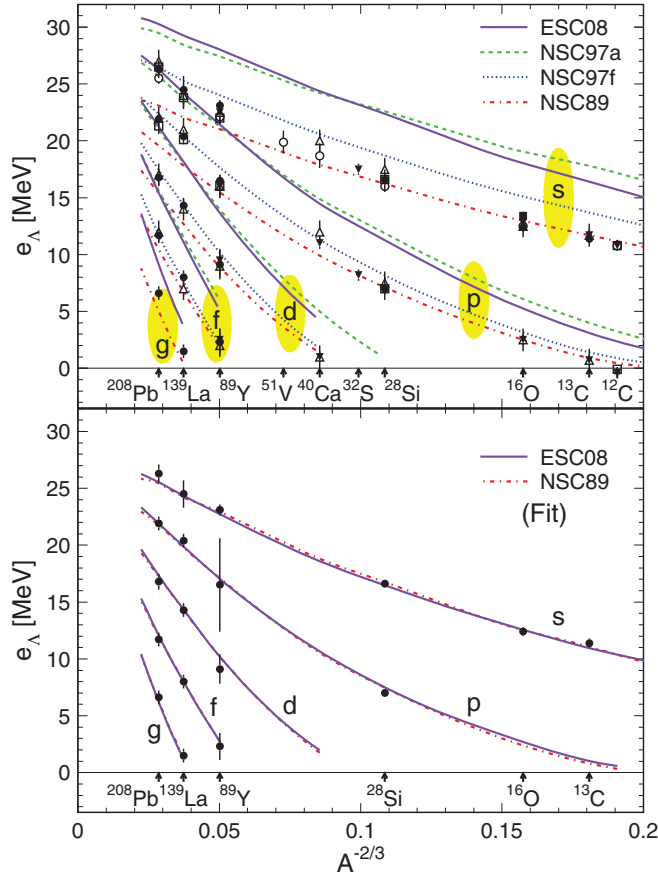 30
25
20
15
10
5
0
e_Λ [MeV]
ESC08
NSC97a
NSC97f
NSC89
s
p
d
f
g
²⁰⁸Pb ¹³⁹La ⁸⁹Y ⁵¹V ⁴⁰Ca ³²S ²⁸Si ¹⁶O ¹³C ¹²C
30
25
20
15
10
5
0
e_Λ [MeV]
ESC08
NSC89
(Fit)
s
p
d
f
g
²⁰⁸Pb ¹³⁹La ⁸⁹Y ²⁸Si ¹⁶O ¹³C
0 0.05 0.1 0.15 0.2
A⁻²ᐟ³